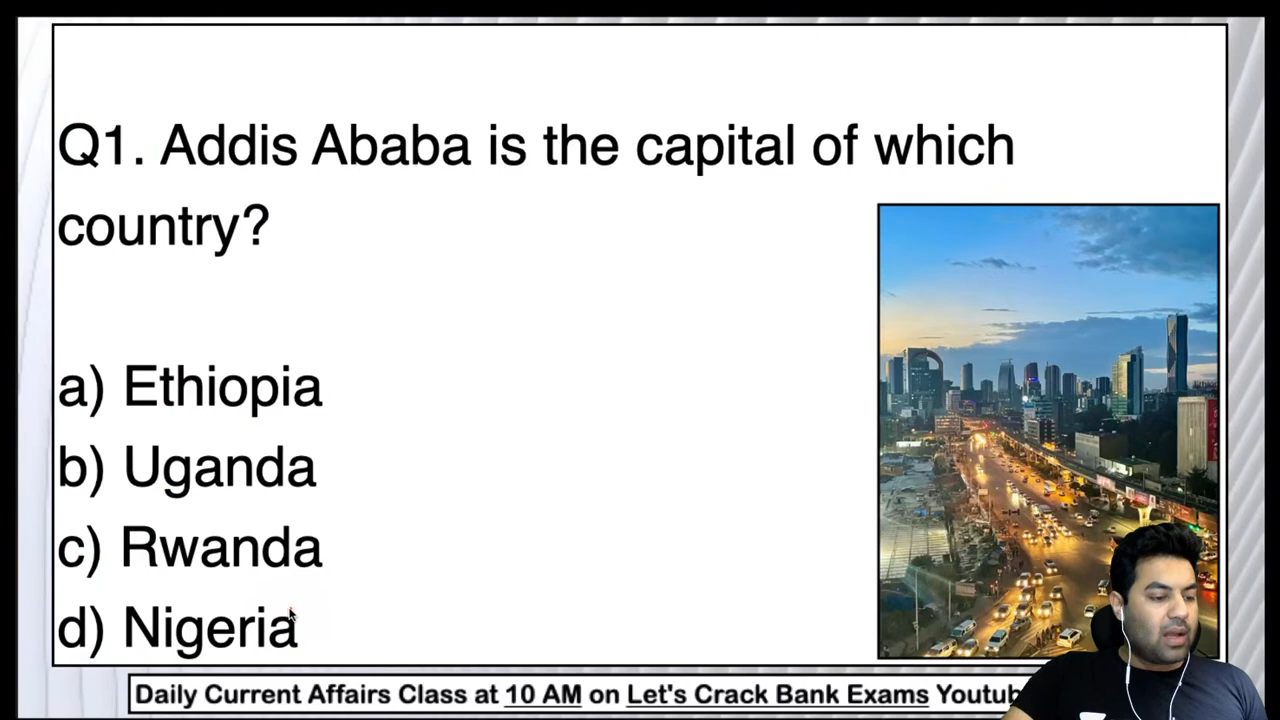 Q1. Addis Ababa is the capital of which
country?
a) Ethiopia
b) Uganda
c) Rwanda
d) Nigeria
Daily Current Affairs Class at 10 AM on Let's Crack Bank Exams